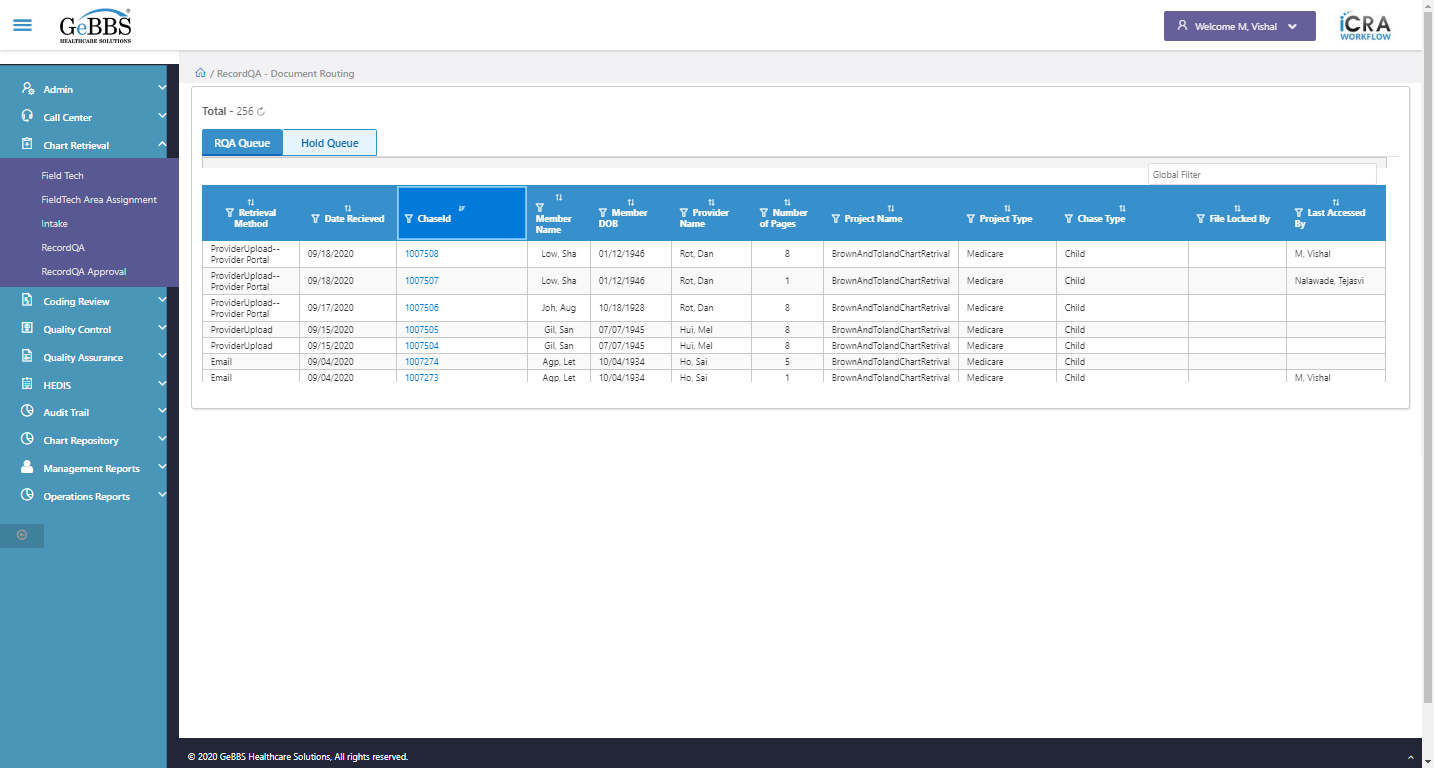 GeBBS
HEALTHCARE SOLUTIONS
Welcome M, Vishal
iCRA
WORKFLOW
Admin
Call Center
Chart Retrieval
Field Tech
FieldTech Area Assignment
Intake
RecordQA
RecordQA Approval
Coding Review
Quality Control
Quality Assurance
HEDIS
Audit Trail
Chart Repository
Management Reports
Operations Reports
/ RecordQA - Document Routing
Total - 256
RQA Queue Hold Queue
Global Filter
Retrieval Method Date Recieved ChaseId Member Name Member DOB Provider Name Number of Pages Project Name Project Type Chase Type File Locked By Last Accessed By
ProviderUpload--Provider Portal 09/18/2020 1007508 Low, Sha 01/12/1946 Rot, Dan 8 BrownAndTolandChartRetrival Medicare Child M, Vishal
ProviderUpload--Provider Portal 09/18/2020 1007507 Low, Sha 01/12/1946 Rot, Dan 1 BrownAndTolandChartRetrival Medicare Child Nalawade, Tejasvi
ProviderUpload--Provider Portal 09/17/2020 1007506 Joh, Aug 10/18/1928 Rot, Dan 8 BrownAndTolandChartRetrival Medicare Child
ProviderUpload 09/15/2020 1007505 Gil, San 07/07/1945 Hui, Mel 8 BrownAndTolandChartRetrival Medicare Child
ProviderUpload 09/15/2020 1007504 Gil, San 07/07/1945 Hui, Mel 8 BrownAndTolandChartRetrival Medicare Child
Email 09/04/2020 1007274 Agp, Let 10/04/1934 Ho, Sai 5 BrownAndTolandChartRetrival Medicare Child
Email 09/04/2020 1007273 Agp, Let 10/04/1934 Ho, Sai 1 BrownAndTolandChartRetrival Medicare Child M, Vishal
© 2020 GeBBS Healthcare Solutions, All rights reserved.